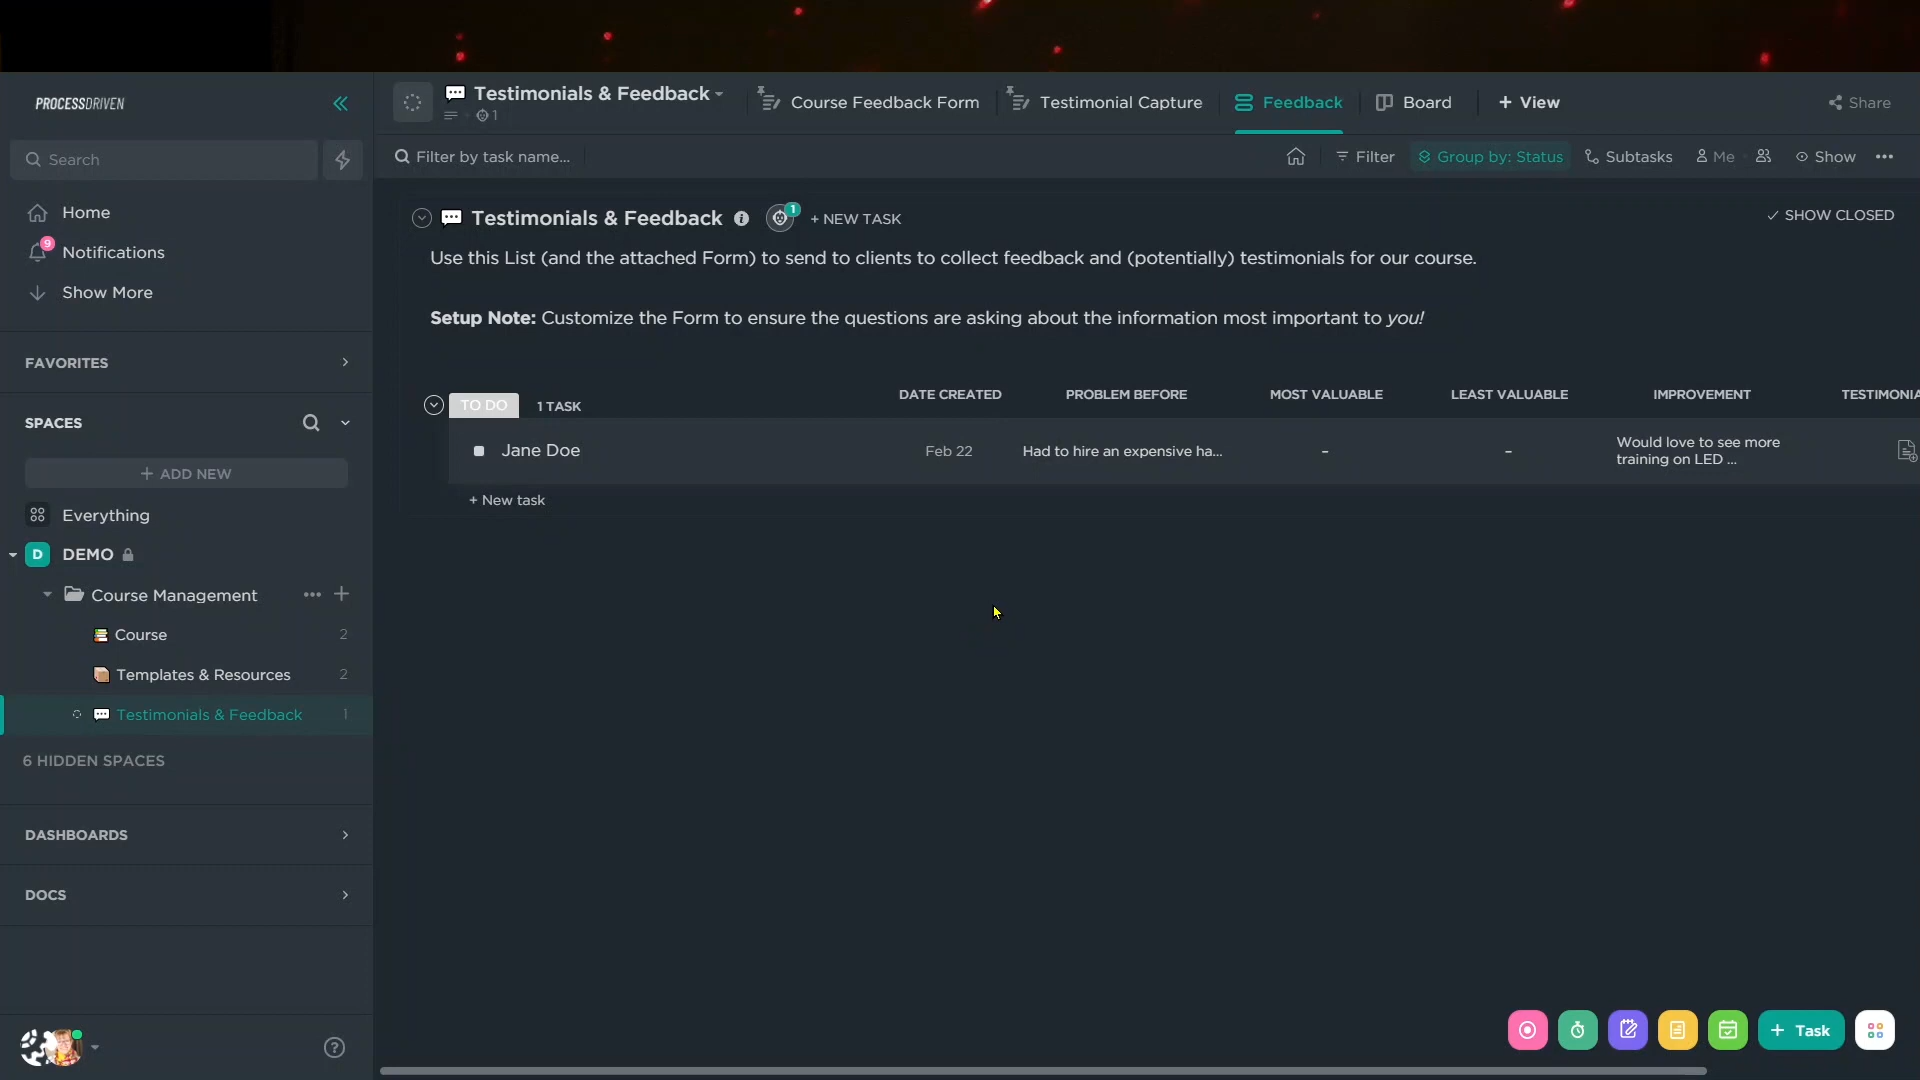 PROCESSDRIVEN
Search
Home
9
Notifications
Show More
FAVORITES
SPACES
+ ADD NEW
Everything
D DEMO
Course Management
Course 2
Templates & Resources 2
Testimonials & Feedback 1
6 HIDDEN SPACES
DASHBOARDS
DOCS
?
Testimonials & Feedback
1
Course Feedback Form
Testimonial Capture
Feedback
Board
+ View
Share
Filter by task name...
Filter
Group by: Status
Subtasks
Me
Show
Testimonials & Feedback
1
+ NEW TASK
SHOW CLOSED
Use this List (and the attached Form) to send to clients to collect feedback and (potentially) testimonials for our course.
Setup Note: Customize the Form to ensure the questions are asking about the information most important to you!
TO DO 1 TASK DATE CREATED PROBLEM BEFORE MOST VALUABLE LEAST VALUABLE IMPROVEMENT TESTIMONIA
Jane Doe Feb 22 Had to hire an expensive ha... - - Would love to see more
training on LED ...
+ New task
+ Task